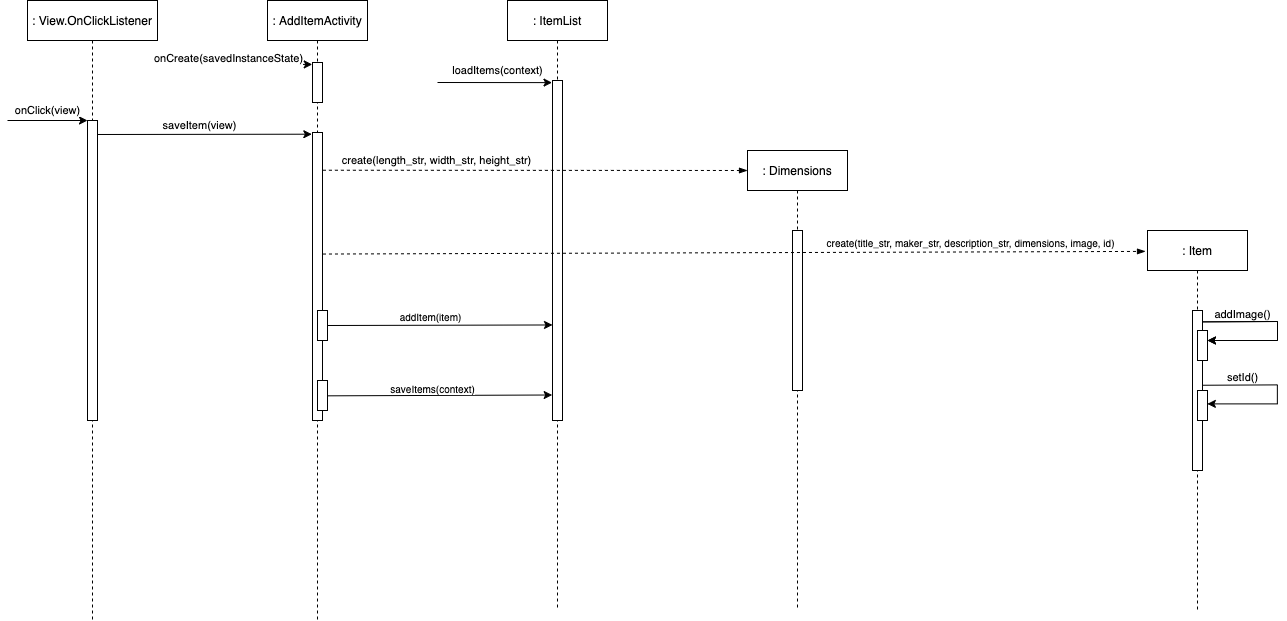 : View.OnClickListener
: AddItemActivity
: ItemList
onCreate(savedInstanceState)
loadItems(context)
onClick(view)
saveItem(view)
create(length_str, width_str, height_str)
: Dimensions
create(title_str, maker_str, description_str, dimensions, image, id)
: Item
addItem(item)
addImage()
setId()
saveItems(context)